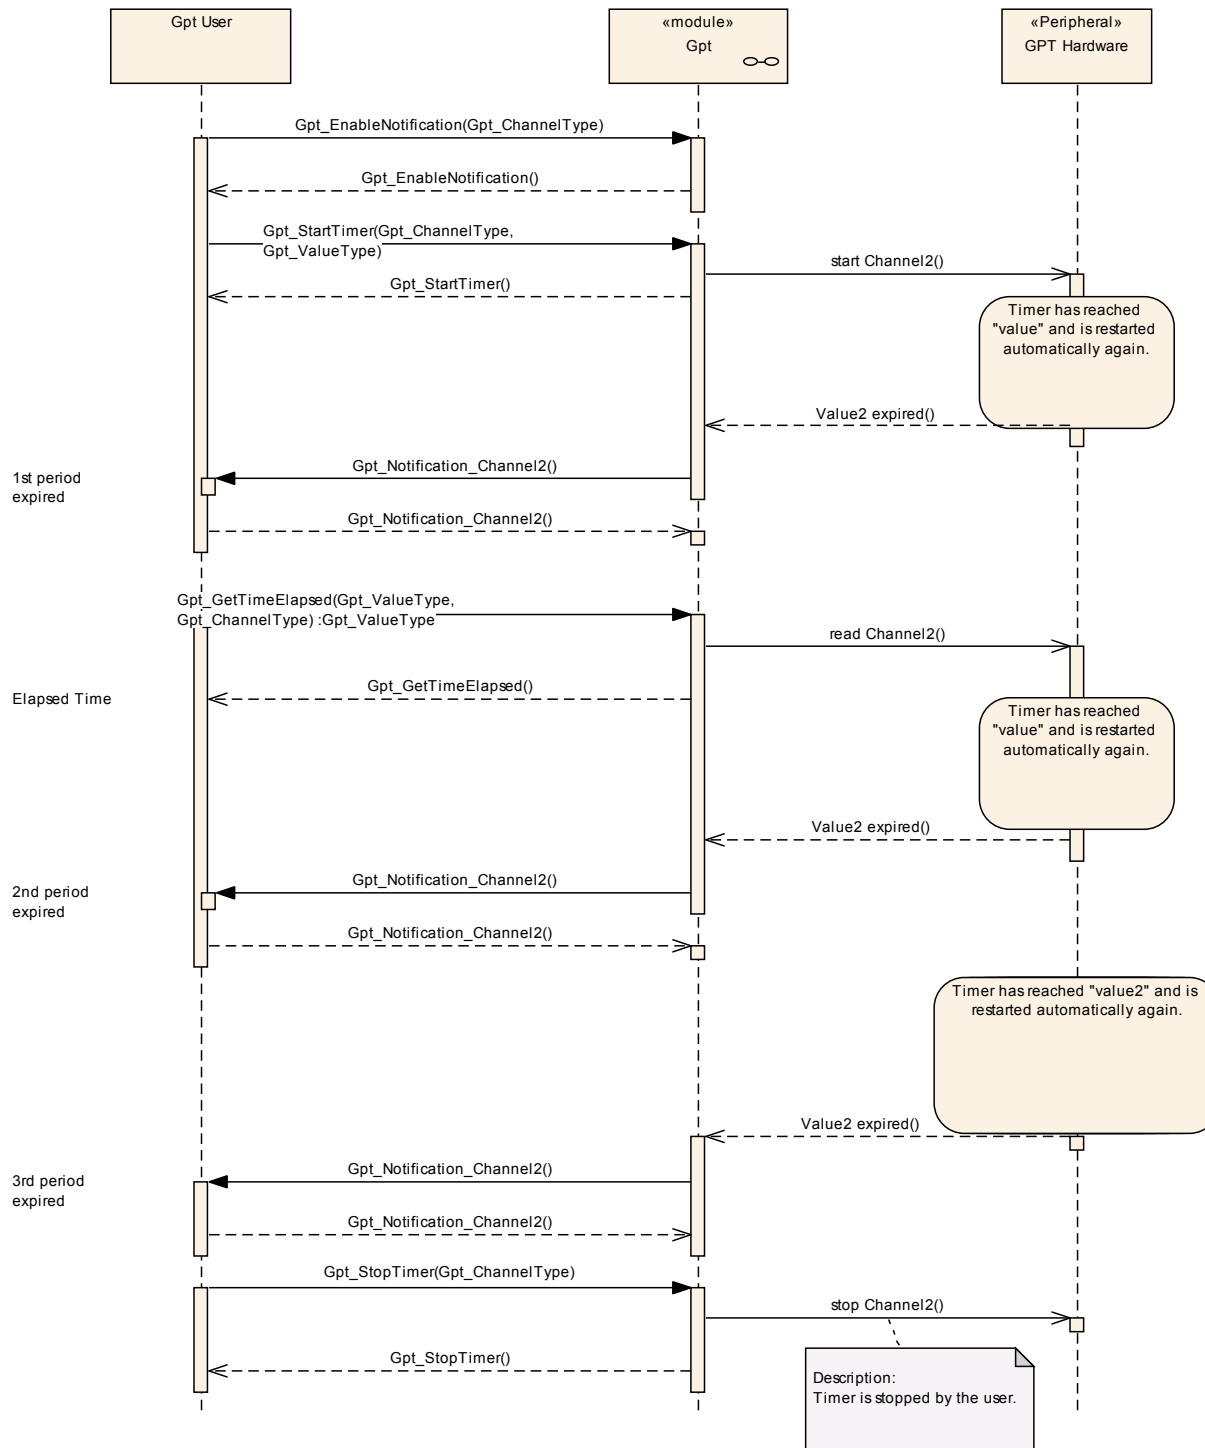 Gpt User
«module»
Gpt
«Peripheral»
GPT Hardware
Gpt_EnableNotification(Gpt_ChannelType)
Gpt_EnableNotification()
Gpt_StartTimer(Gpt_ChannelType,
Gpt_ValueType)
start Channel2()
Gpt_StartTimer()
Timer has reached
"value" and is restarted
automatically again.
Value2 expired()
Gpt_Notification_Channel2()
1st period
expired
Gpt_Notification_Channel2()
Gpt_GetTimeElapsed(Gpt_ValueType,
Gpt_ChannelType) :Gpt_ValueType
read Channel2()
Gpt_GetTimeElapsed()
Elapsed Time
Timer has reached
"value" and is restarted
automatically again.
Value2 expired()
Gpt_Notification_Channel2()
2nd period
expired
Gpt_Notification_Channel2()
Timer has reached "value2" and is
restarted automatically again.
Value2 expired()
Gpt_Notification_Channel2()
3rd period
expired
Gpt_Notification_Channel2()
Gpt_StopTimer(Gpt_ChannelType)
stop Channel2()
Gpt_StopTimer()
Description:
Timer is stopped by the user.